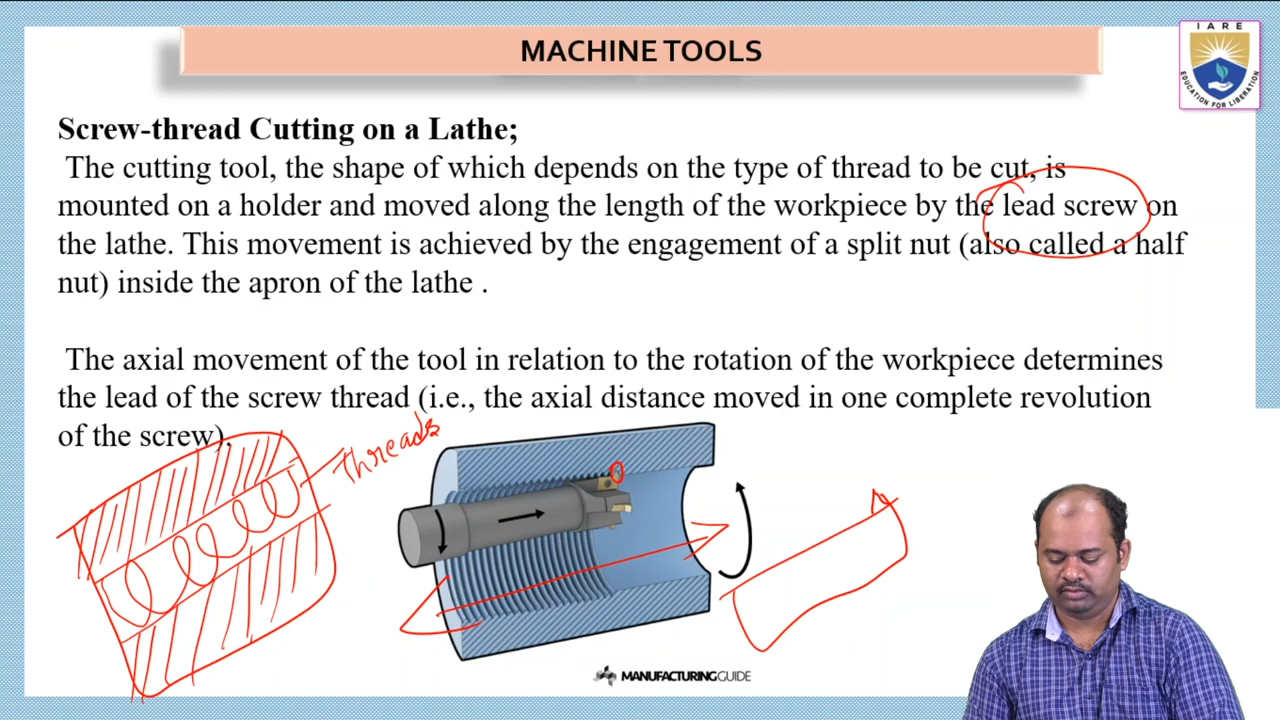 MACHINE TOOLS
IARE
EDUCATION FOR LIBERATION
Screw-thread Cutting on a Lathe;
The cutting tool, the shape of which depends on the type of thread to be cut, is
mounted on a holder and moved along the length of the workpiece by the lead screw on
the lathe. This movement is achieved by the engagement of a split nut (also called a half
nut) inside the apron of the lathe .
The axial movement of the tool in relation to the rotation of the workpiece determines
the lead of the screw thread (i.e., the axial distance moved in one complete revolution
of the screw).
Threads
MANUFACTURINGGUIDE